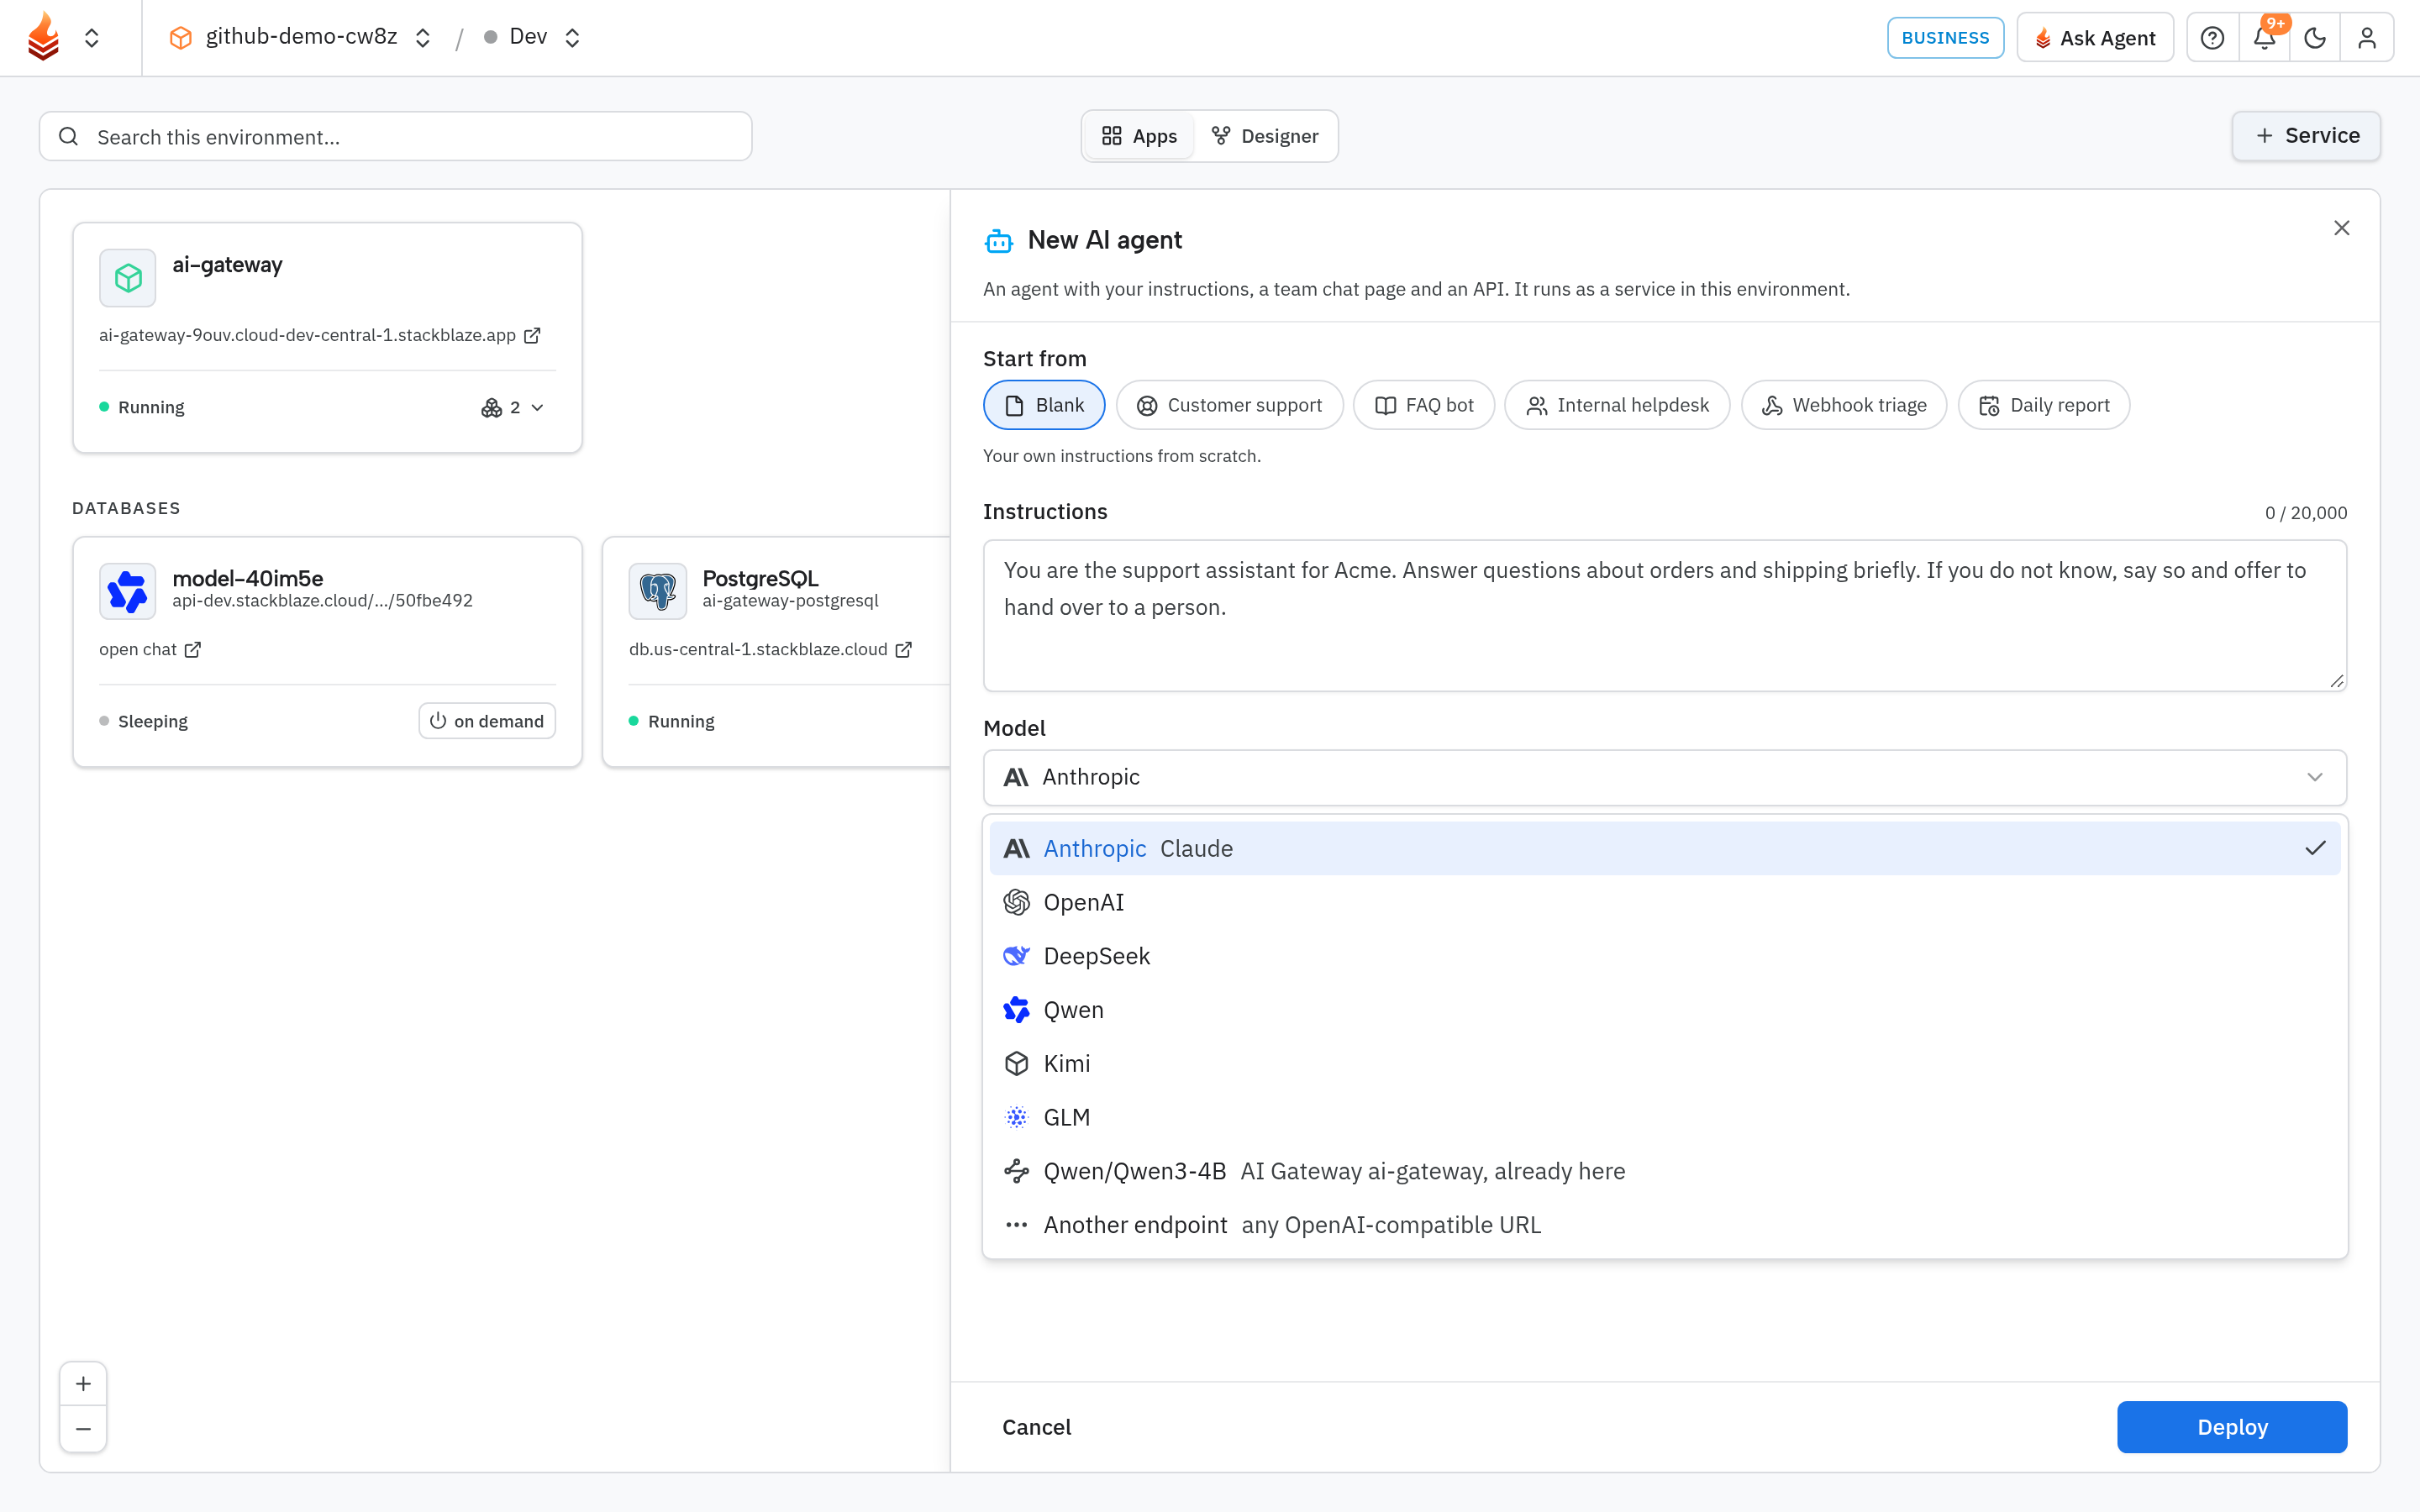 github-demo-cw8z / Dev
BUSINESS
Ask Agent
9+
Search this environment...
Apps
Designer
+ Service
ai-gateway
ai-gateway-9ouv.cloud-dev-central-1.stackblaze.app
Running
2
DATABASES
model-40im5e
api-dev.stackblaze.cloud/.../50fbe492
open chat
Sleeping
on demand
PostgreSQL
ai-gateway-postgresql
db.us-central-1.stackblaze.cloud
Running
New AI agent
An agent with your instructions, a team chat page and an API. It runs as a service in this environment.
Start from
Blank
Customer support
FAQ bot
Internal helpdesk
Webhook triage
Daily report
Your own instructions from scratch.
Instructions
0 / 20,000
You are the support assistant for Acme. Answer questions about orders and shipping briefly. If you do not know, say so and offer to
hand over to a person.
Model
Anthropic
Anthropic Claude
OpenAI
DeepSeek
Qwen
Kimi
GLM
Qwen/Qwen3-4B AI Gateway ai-gateway, already here
Another endpoint any OpenAI-compatible URL
Cancel
Deploy